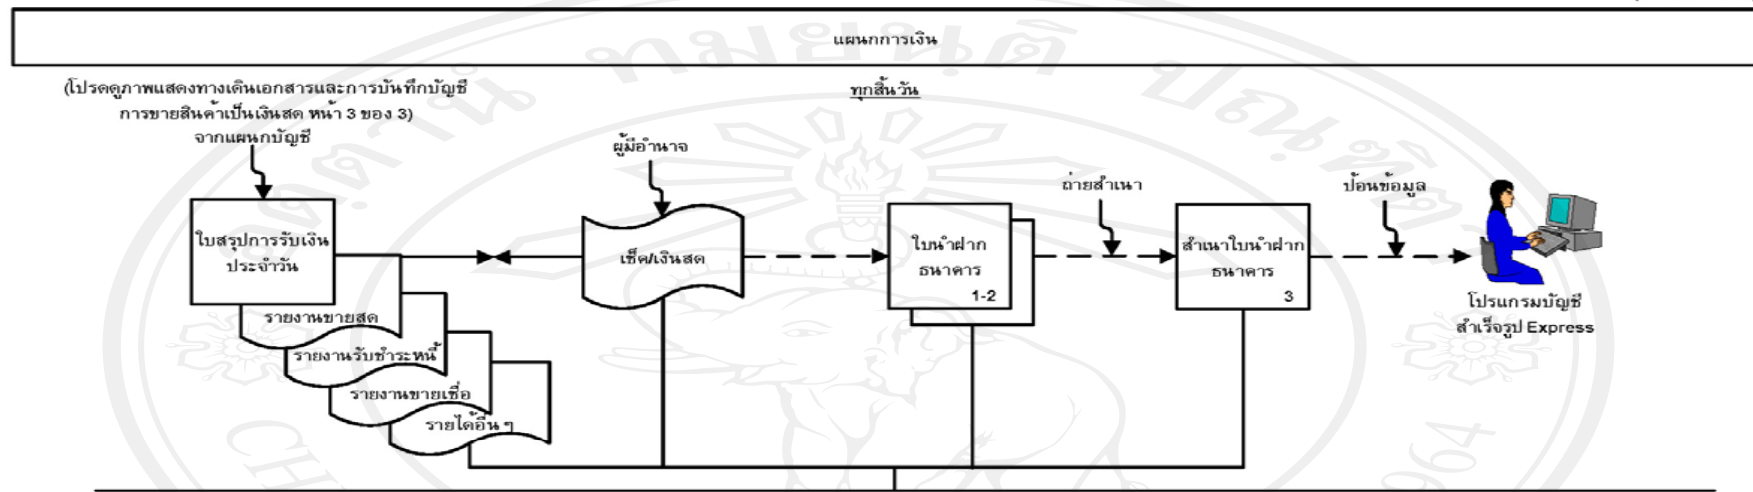 แผนกการเงิน
(โปรดดูภาพแสดงทางเดินเอกสารและการบันทึกบัญชี
การขายสินค้าเป็นเงินสด หน้า 3 ของ 3)
จากแผนกบัญชี
ทุกสิ้นวัน
ผู้มีอำนาจ
ถ่ายสำเนา
ป้อนข้อมูล
ใบสรุปการรับเงิน
ประจำวัน
เช็ค/เงินสด
ใบนำฝาก
ธนาคาร
1-2
สำเนาใบนำฝาก
ธนาคาร
3
โปรแกรมบัญชี
สำเร็จรูป Express
รายงานขายสด
รายงานรับชำระหนี้
รายงานขายเชื่อ
รายได้อื่น ๆ